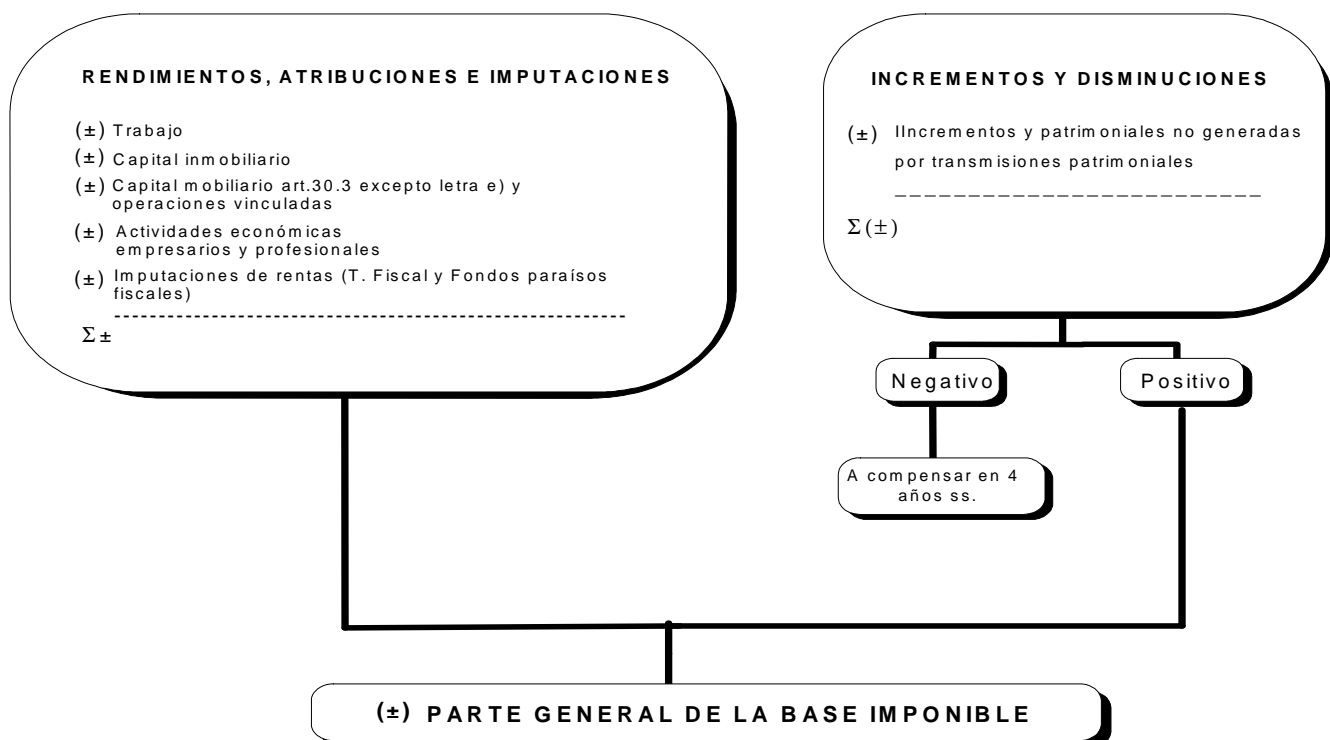 RENDIMIENTOS, ATRIBUCIONES E IMPUTACIONES
(±) Trabajo
(±) Capital inmobiliario
(±) Capital mobiliario art.30.3 excepto letra e) y
operaciones vinculadas
(±) Actividades económicas
empresarios y profesionales
(±) Imputaciones de rentas (T. Fiscal y Fondos paraísos
fiscales)
Σ ±
INCREMENTOS Y DISMINUCIONES
(±) IIncrementos y patrimoniales no generadas
por transmisiones patrimoniales
Σ (±)
Negativo
Positivo
A compensar en 4
años ss.
(±) PARTE GENERAL DE LA BASE IMPONIBLE